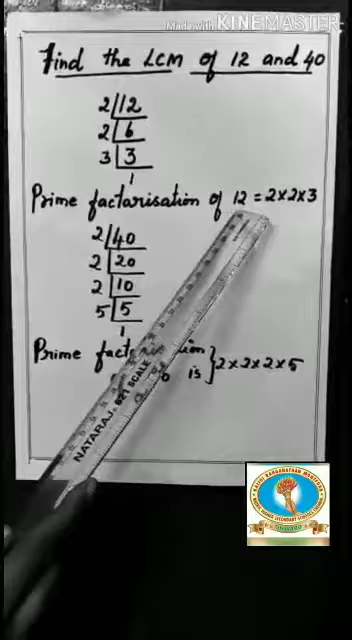 Made with KINEMASTER
Find the LCM of 12 and 40
2 12
2 6
3 3
1
Prime factarisation of 12 = 2×2×3
2 40
2 20
2 10
5 5
1
Prime
is } 2×2×2×5
NATARAJ - 621 SCALE